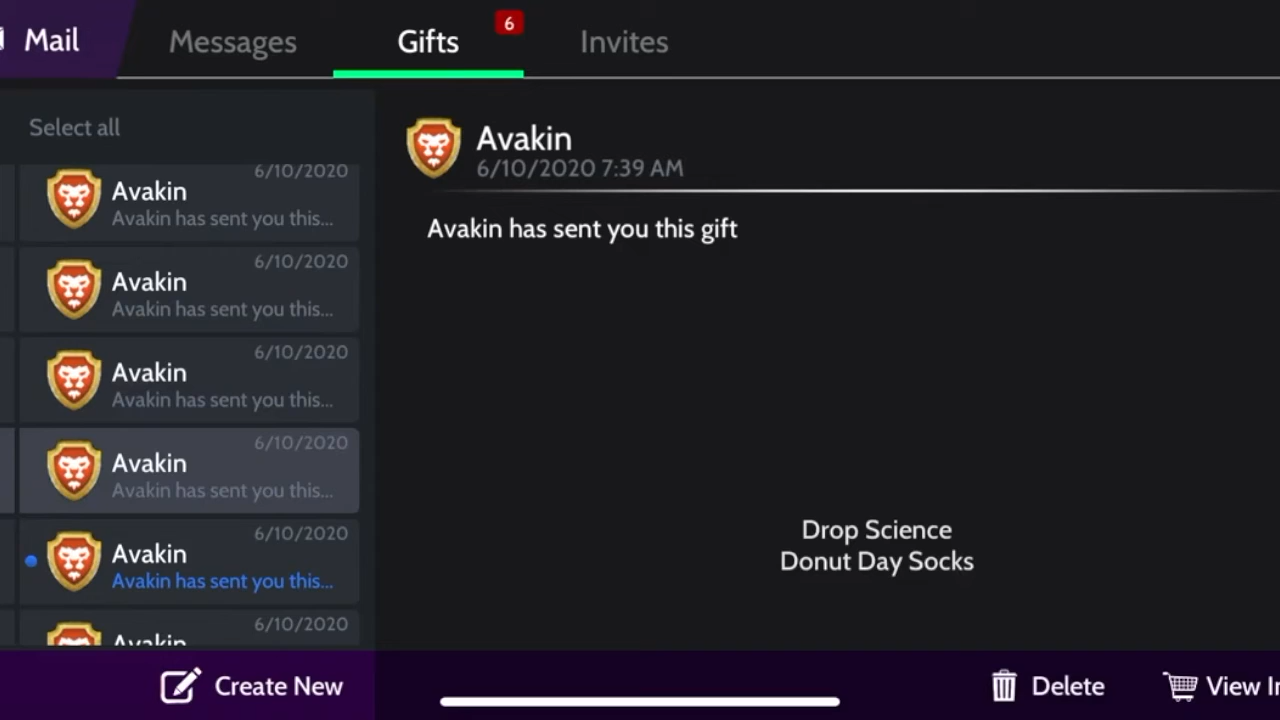 Mail
Messages
Gifts
6
Invites
Select all
6/10/2020
Avakin
Avakin has sent you this...
6/10/2020
Avakin
Avakin has sent you this...
6/10/2020
Avakin
Avakin has sent you this...
6/10/2020
Avakin
Avakin has sent you this...
6/10/2020
Avakin
Avakin has sent you this...
6/10/2020
Avakin
Create New
Avakin
6/10/2020 7:39 AM
Avakin has sent you this gift
Drop Science
Donut Day Socks
Delete
View